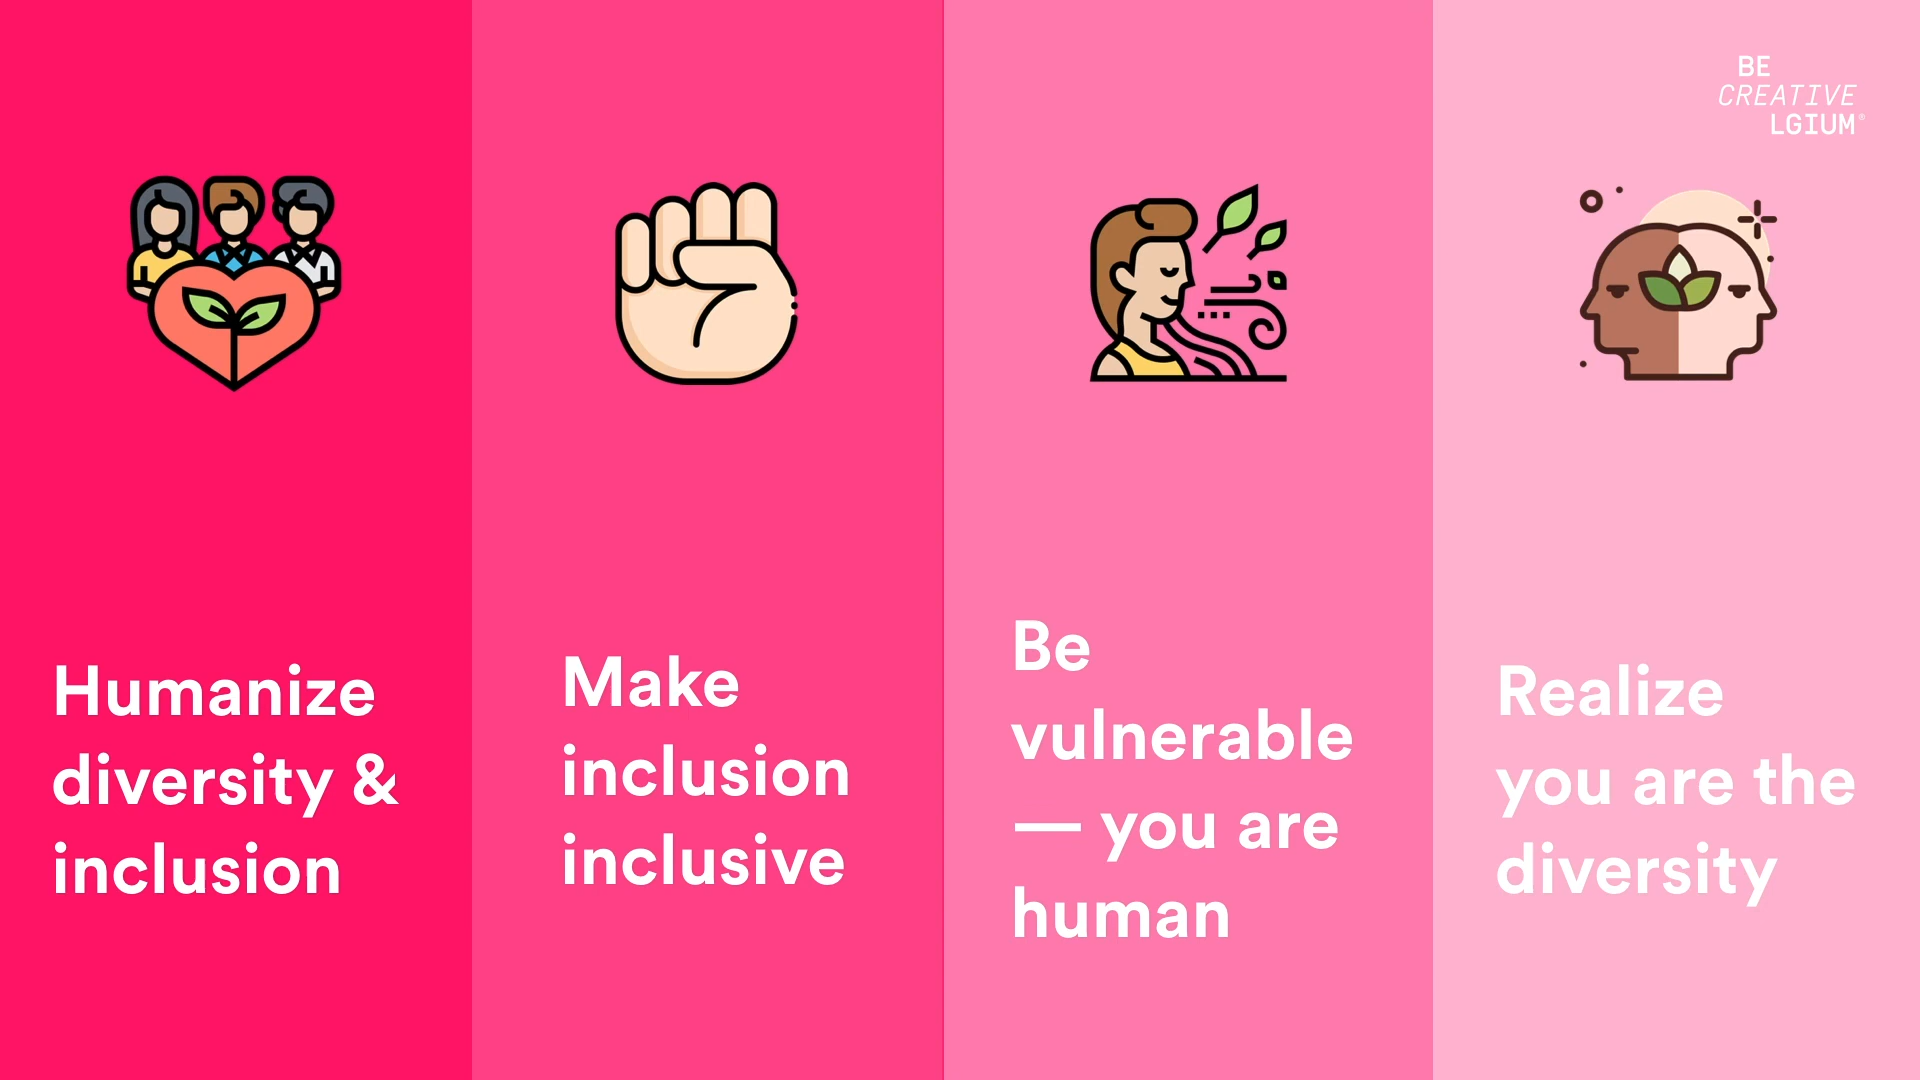 BE
CREATIVE
LGIUM®
Humanize
diversity &
inclusion
Make
inclusion
inclusive
Be
vulnerable
— you are
human
Realize
you are the
diversity